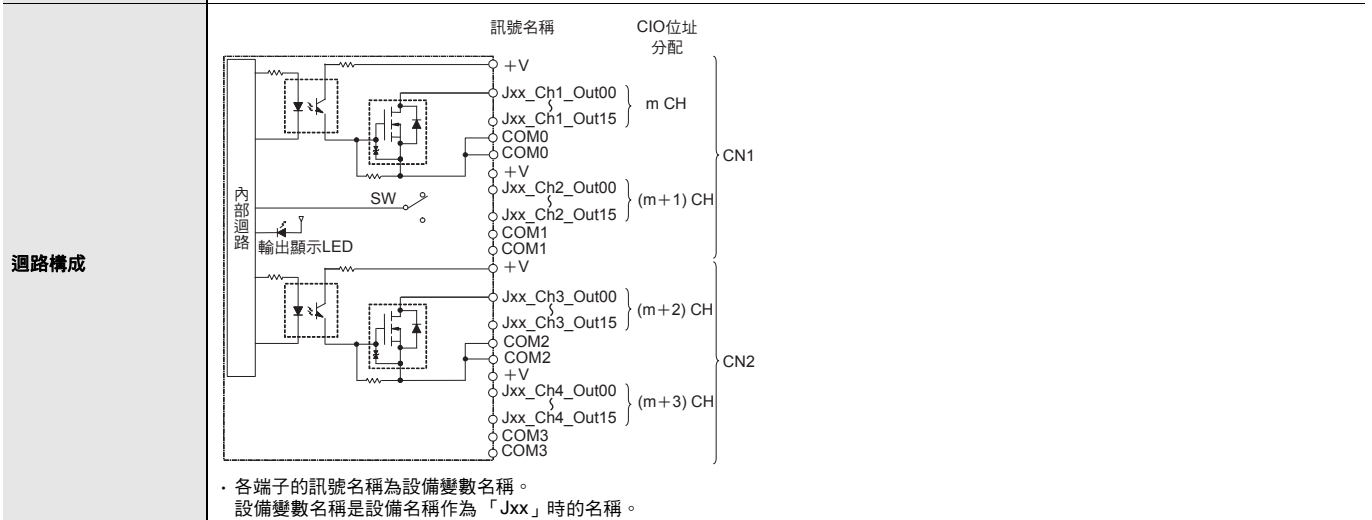 訊號名稱
CIO位址
分配
+V
Jxx_Ch1_Out00
m CH
Jxx_Ch1_Out15
COM0
COM0
CN1
+V
Jxx_Ch2_Out00
(m+1) CH
Jxx_Ch2_Out15
COM1
COM1
內部迴路
SW
輸出顯示LED
迴路構成
+V
Jxx_Ch3_Out00
(m+2) CH
Jxx_Ch3_Out15
COM2
COM2
CN2
+V
Jxx_Ch4_Out00
(m+3) CH
Jxx_Ch4_Out15
COM3
COM3
・各端子的訊號名稱為設備變數名稱。
設備變數名稱是設備名稱作為「Jxx」時的名稱。